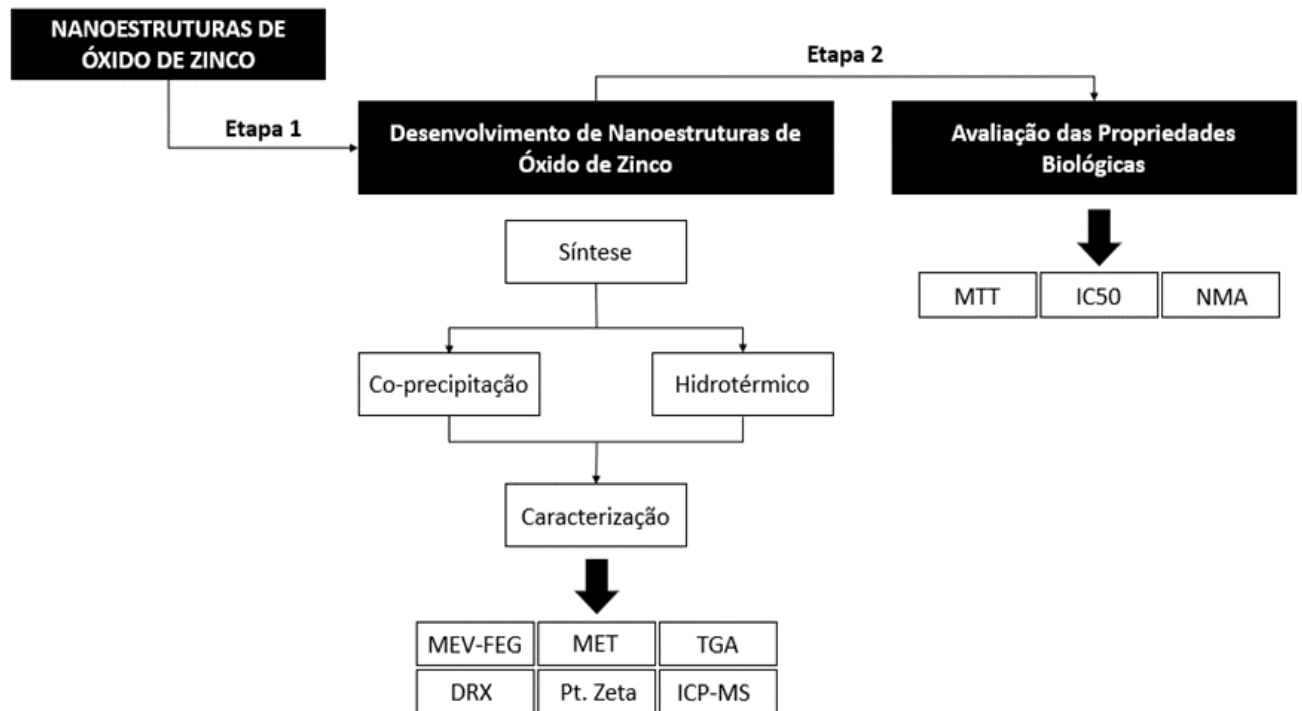 NANOESTRUTURAS DE
ÓXIDO DE ZINCO
Etapa 1
Etapa 2
Desenvolvimento de Nanoestruturas de
Óxido de Zinco
Avaliação das Propriedades
Biológicas
Síntese
MTT
IC50
NMA
Co-precipitação
Hidrotérmico
Caracterização
MEV-FEG
MET
TGA
DRX
Pt. Zeta
ICP-MS